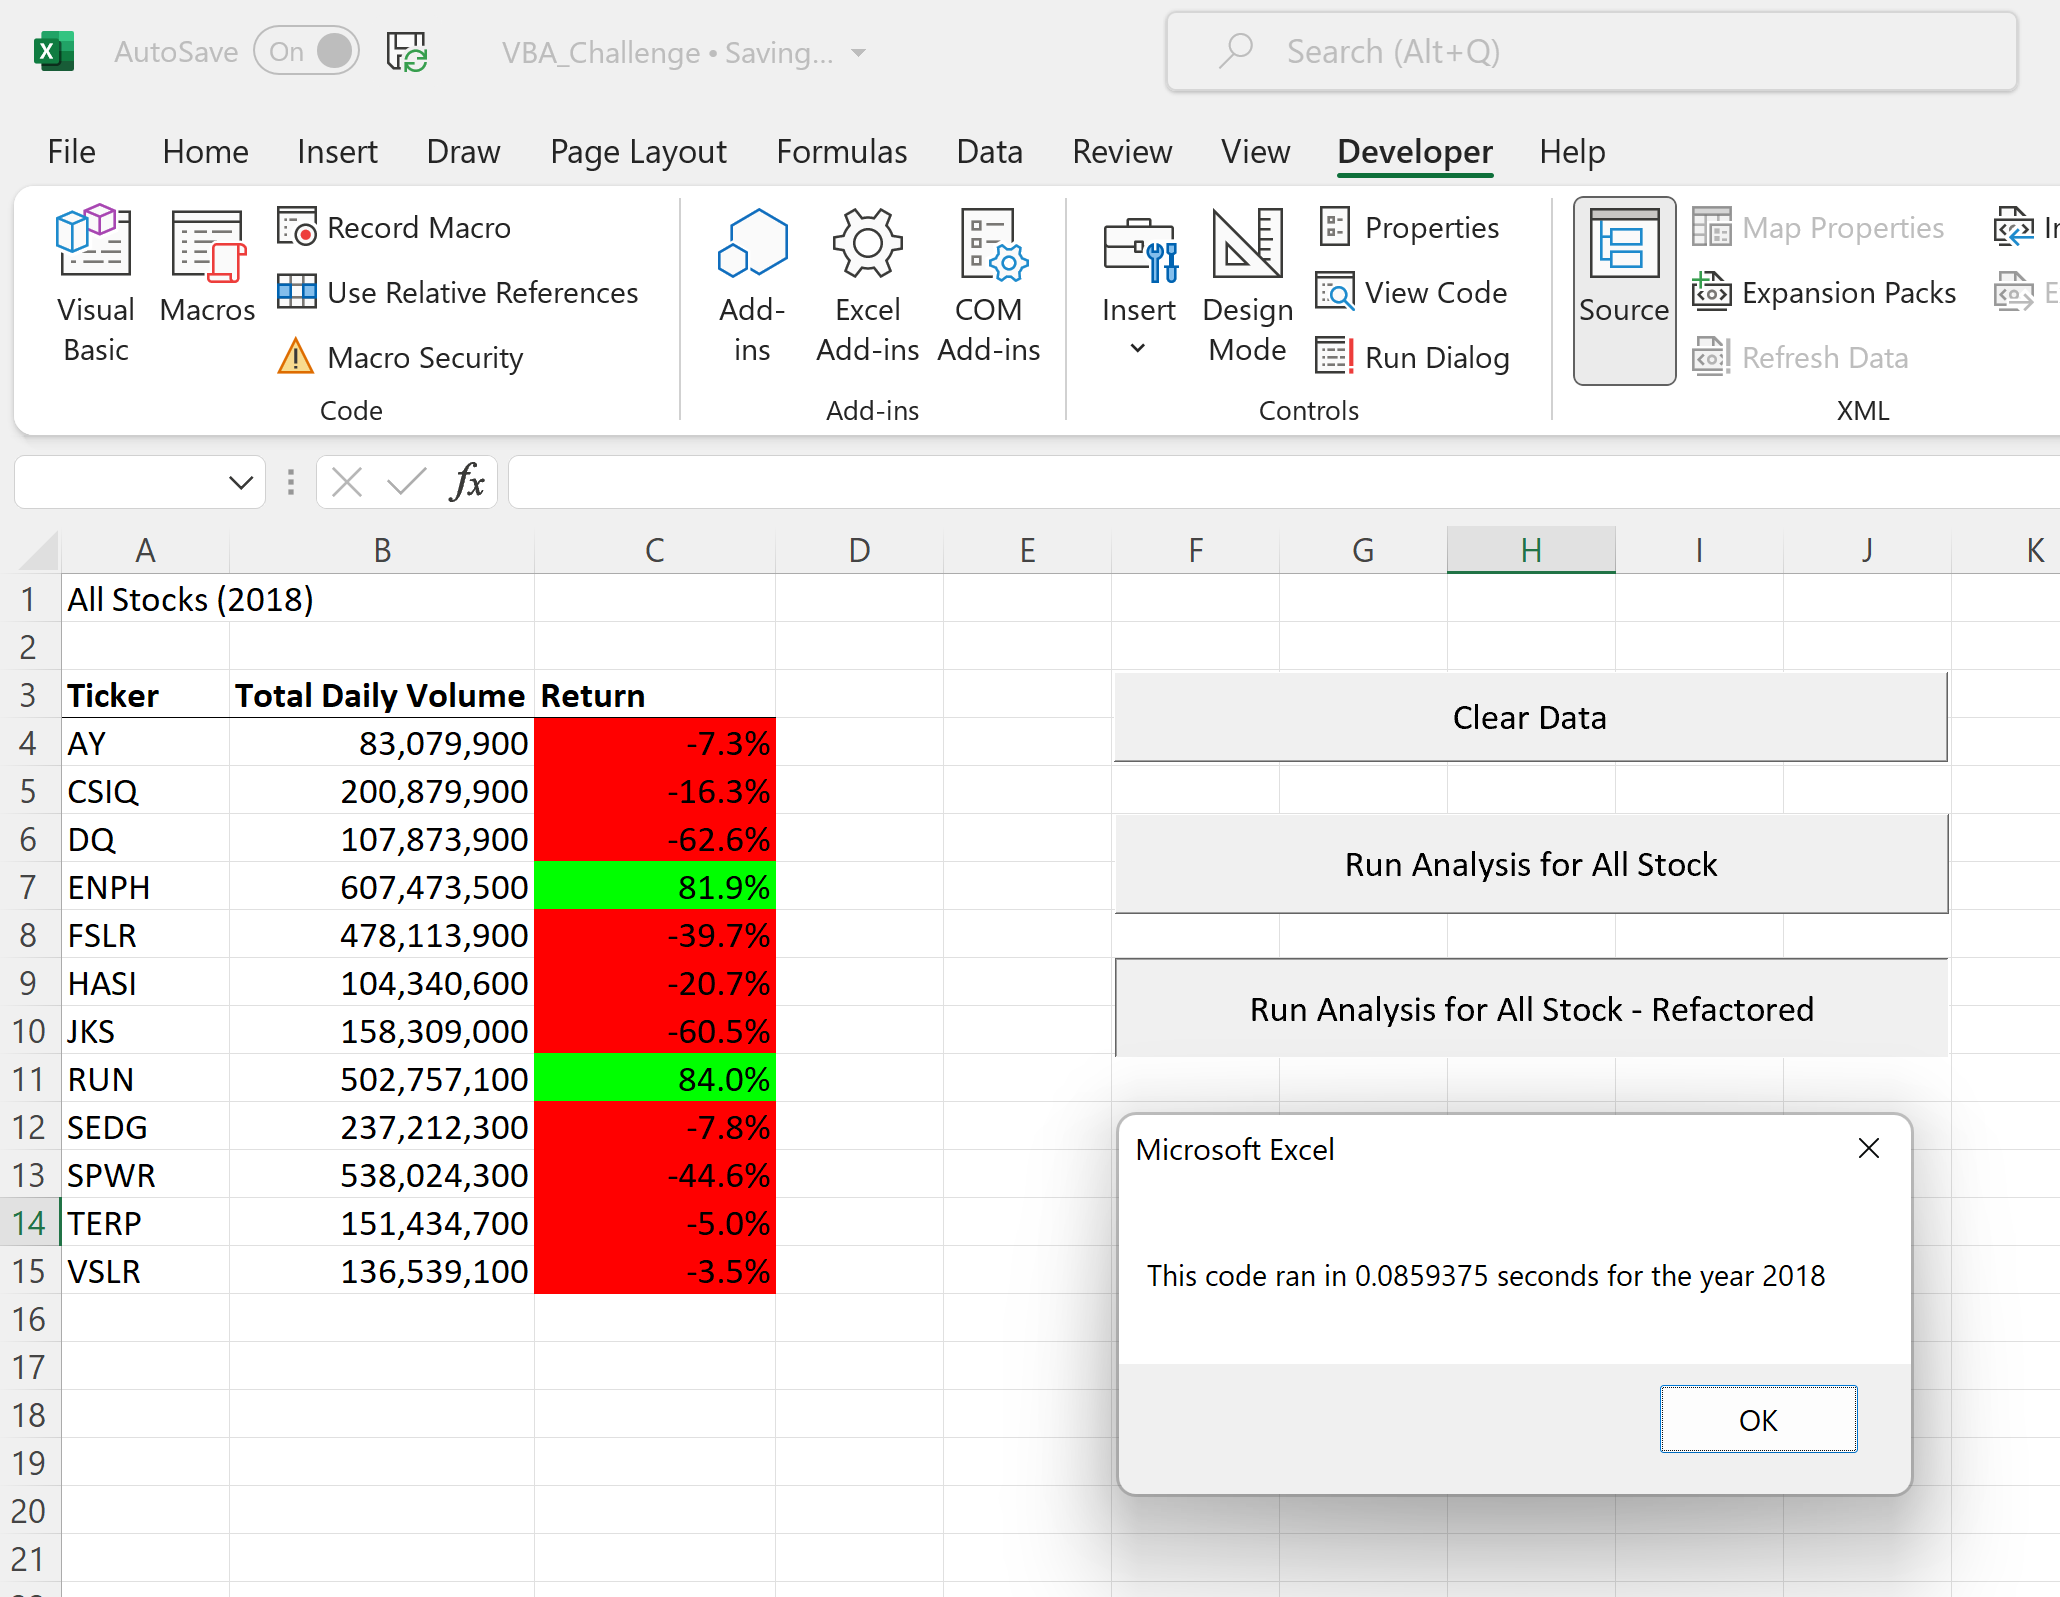 X AutoSave On VBA_Challenge • Saving... Search (Alt+Q)
File Home Insert Draw Page Layout Formulas Data Review View Developer Help
Visual Basic
Macros
Record Macro
Use Relative References
Macro Security
Code
Add-ins
Excel Add-ins
COM Add-ins
Add-ins
Insert
Design Mode
Properties
View Code
Run Dialog
Controls
Source
Map Properties
Expansion Packs
Refresh Data
XML
fx
A B C D E F G H I J K
1 All Stocks (2018)
2
3 Ticker Total Daily Volume Return
4 AY 83,079,900 -7.3%
5 CSIQ 200,879,900 -16.3%
6 DQ 107,873,900 -62.6%
7 ENPH 607,473,500 81.9%
8 FSLR 478,113,900 -39.7%
9 HASI 104,340,600 -20.7%
10 JKS 158,309,000 -60.5%
11 RUN 502,757,100 84.0%
12 SEDG 237,212,300 -7.8%
13 SPWR 538,024,300 -44.6%
14 TERP 151,434,700 -5.0%
15 VSLR 136,539,100 -3.5%
16
17
18
19
20
21
Clear Data
Run Analysis for All Stock
Run Analysis for All Stock - Refactored
Microsoft Excel
This code ran in 0.0859375 seconds for the year 2018
OK